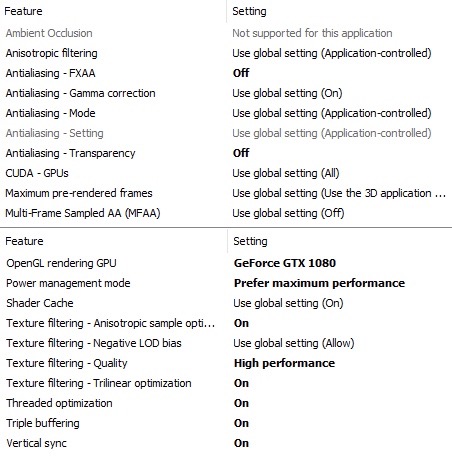 Feature Setting
Ambient Occlusion Not supported for this application
Anisotropic filtering Use global setting (Application-controlled)
Antialiasing - FXAA Off
Antialiasing - Gamma correction Use global setting (On)
Antialiasing - Mode Use global setting (Application-controlled)
Antialiasing - Setting Use global setting (Application-controlled)
Antialiasing - Transparency Off
CUDA - GPUs Use global setting (All)
Maximum pre-rendered frames Use global setting (Use the 3D application ...
Multi-Frame Sampled AA (MFAA) Use global setting (Off)
Feature Setting
OpenGL rendering GPU GeForce GTX 1080
Power management mode Prefer maximum performance
Shader Cache Use global setting (On)
Texture filtering - Anisotropic sample opti... On
Texture filtering - Negative LOD bias Use global setting (Allow)
Texture filtering - Quality High performance
Texture filtering - Trilinear optimization On
Threaded optimization On
Triple buffering On
Vertical sync On